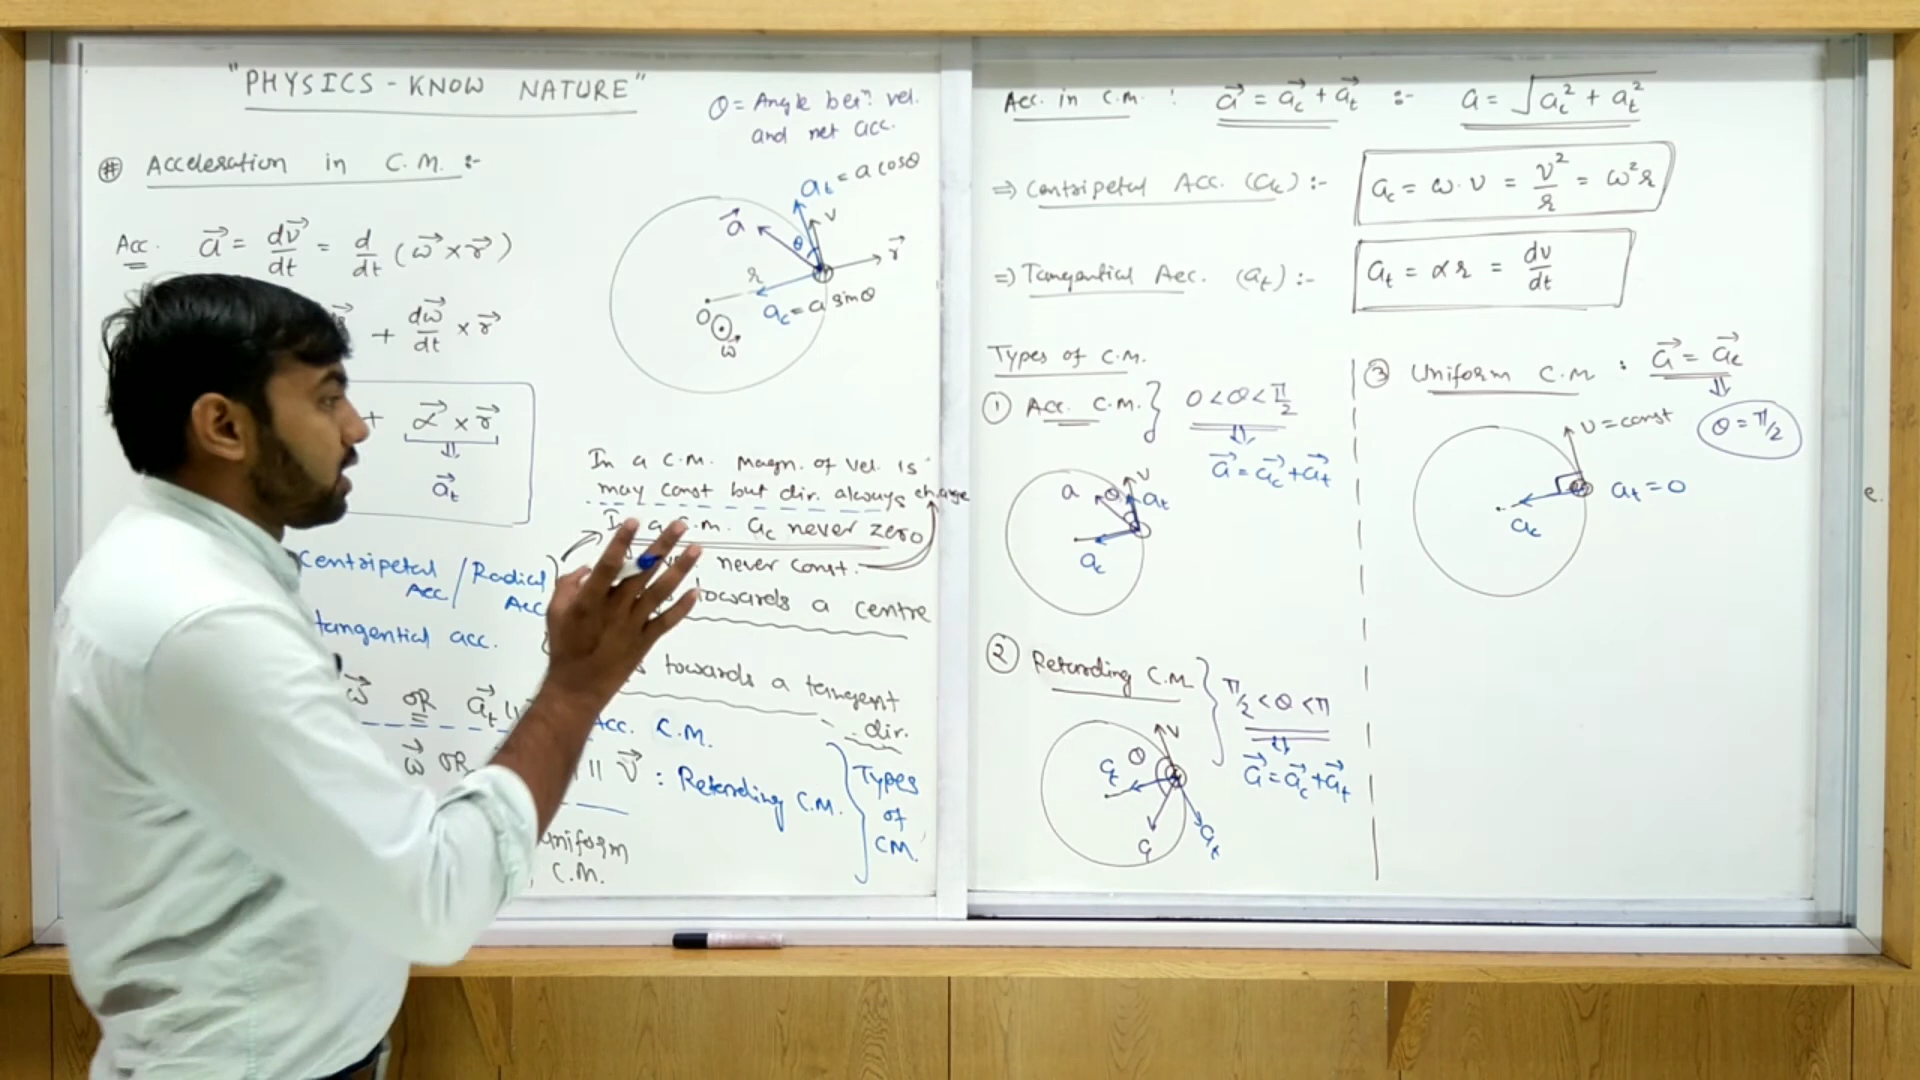 "PHYSICS - KNOW NATURE"
# Acceleration in C.M. :-
Acc. a⃗ = dv⃗/dt = d/dt (ω⃗ × r⃗)
+ dω⃗/dt × r⃗
+ α⃗ × r⃗
⇓
a⃗t
Centripetal Acc / Radial Acc
tangential acc.
ω⃗ OR a⃗t
Acc. C.M.
ω⃗ OR
|| v⃗ : Retarding C.M.
uniform C.M.
Types of CM.
θ = Angle betn. vel.
and net acc.
at = a cosθ
a⃗
v
θ
r⃗
r
ac = a sinθ
O
ω⃗
In a C.M. Magn. of vel. is
may const but dir. always change
In a C.m. ac never zero
never const.
towards a centre
towards a tangent
dir.
Acc. in C.M. : a⃗ = a⃗c + a⃗t :- a = √(ac² + at²)
⇒ Centripetal Acc. (ac) :- ac = ω.v = v²/r = ω²r
⇒ Tangential Acc. (at) :- at = αr = dv/dt
Types of C.M.
① Acc. C.M. } 0<θ<π/2
⇓
a⃗ = a⃗c + a⃗t
a
θ
v
at
ac
② Retarding C.M. } π/2<θ<π
⇓
a⃗ = a⃗c + a⃗t
v
θ
at
③ Uniform C.M : a⃗ = a⃗c
⇓
θ = π/2
v = const
at = 0
ac
e.